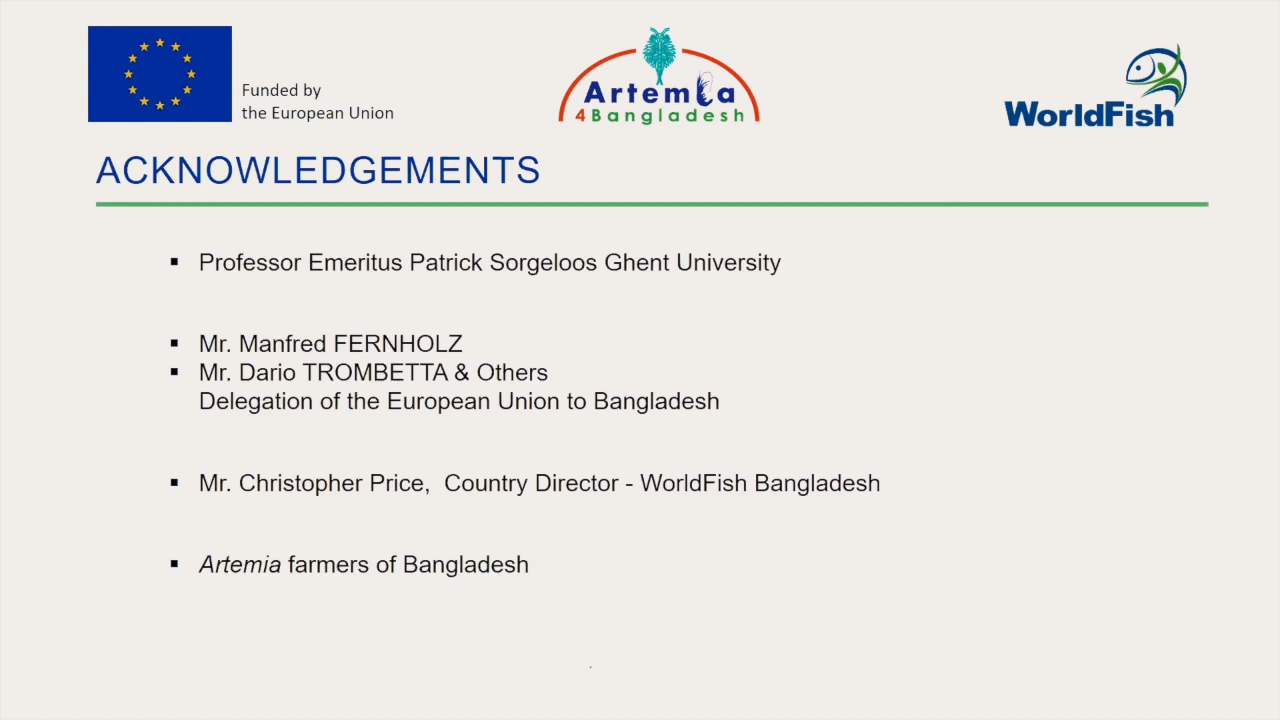 Funded by
the European Union
Artemia
4Bangladesh
WorldFish
ACKNOWLEDGEMENTS
▪ Professor Emeritus Patrick Sorgeloos Ghent University
▪ Mr. Manfred FERNHOLZ
▪ Mr. Dario TROMBETTA & Others
Delegation of the European Union to Bangladesh
▪ Mr. Christopher Price, Country Director - WorldFish Bangladesh
▪ Artemia farmers of Bangladesh